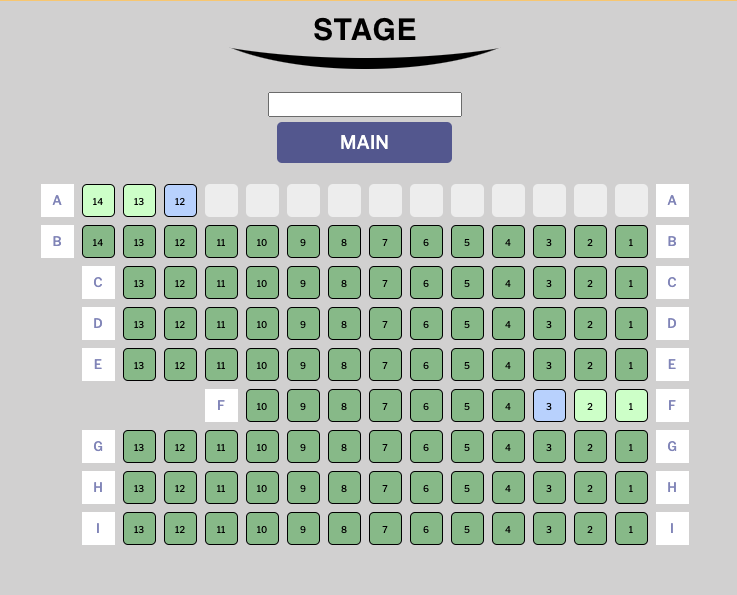 STAGE
MAIN
A 14 13 12 A
B 14 13 12 11 10 9 8 7 6 5 4 3 2 1 B
C 13 12 11 10 9 8 7 6 5 4 3 2 1 C
D 13 12 11 10 9 8 7 6 5 4 3 2 1 D
E 13 12 11 10 9 8 7 6 5 4 3 2 1 E
F 10 9 8 7 6 5 4 3 2 1 F
G 13 12 11 10 9 8 7 6 5 4 3 2 1 G
H 13 12 11 10 9 8 7 6 5 4 3 2 1 H
I 13 12 11 10 9 8 7 6 5 4 3 2 1 I